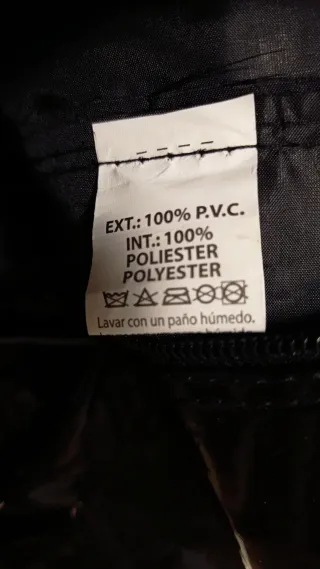 EXT.: 100% P.V.C.
INT.: 100%
POLIESTER
POLYESTER
Lavar con un paño húmedo.